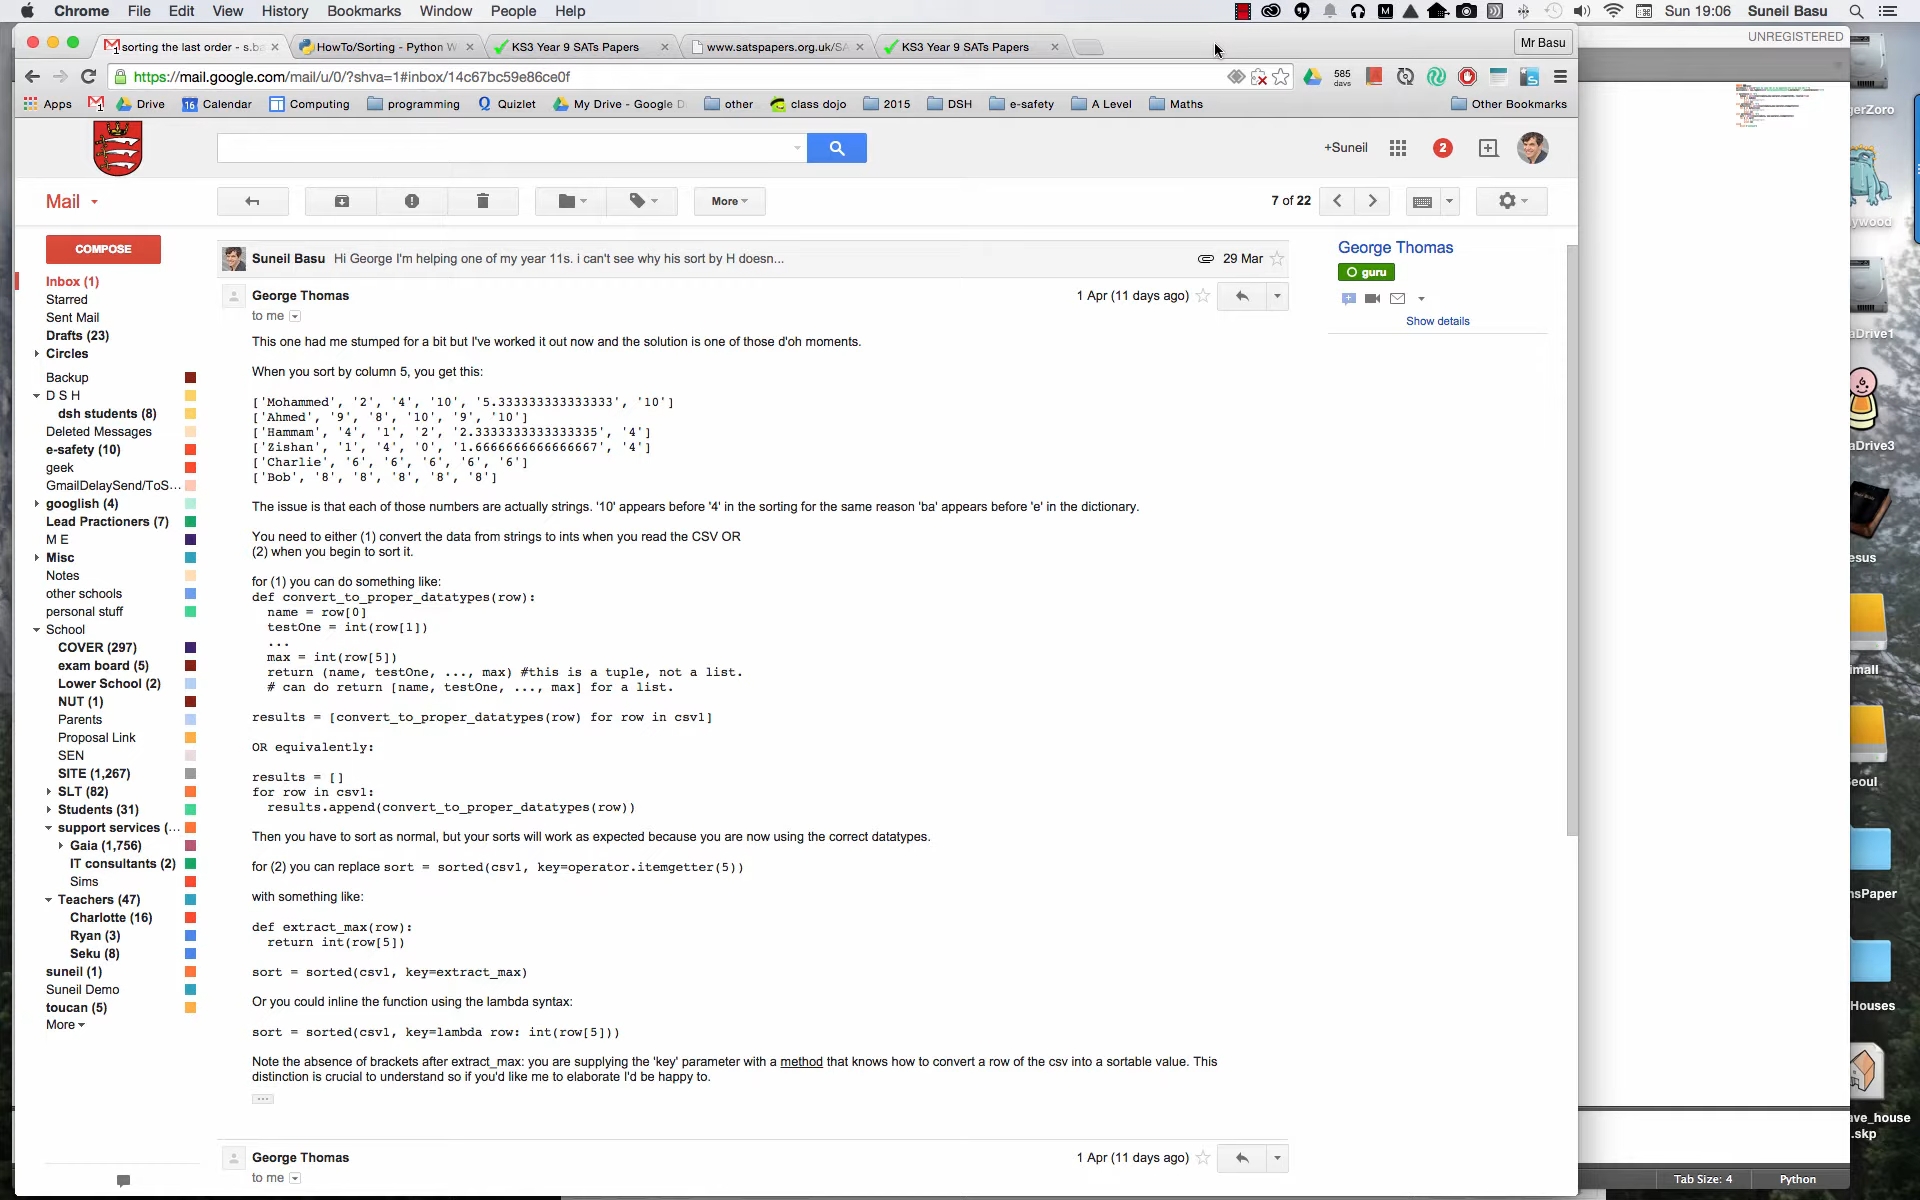 Chrome File Edit View History Bookmarks Window People Help
Sun 19:06 Suneil Basu
sorting the last order - s.ba
HowTo/Sorting - Python W
KS3 Year 9 SATs Papers
www.satspapers.org.uk/SA
KS3 Year 9 SATs Papers
Mr Basu
UNREGISTERED
https://mail.google.com/mail/u/0/?shva=1#inbox/14c67bc59e86ce0f
585 days
Apps Drive 16 Calendar Computing programming Quizlet My Drive - Google D other class dojo 2015 DSH e-safety A Level Maths Other Bookmarks
+Suneil
2
Mail
More
7 of 22
COMPOSE
Inbox (1)
Starred
Sent Mail
Drafts (23)
Circles
Backup
D S H
dsh students (8)
Deleted Messages
e-safety (10)
geek
GmailDelaySend/ToS...
googlish (4)
Lead Practioners (7)
M E
Misc
Notes
other schools
personal stuff
School
COVER (297)
exam board (5)
Lower School (2)
NUT (1)
Parents
Proposal Link
SEN
SITE (1,267)
SLT (82)
Students (31)
support services (...
Gaia (1,756)
IT consultants (2)
Sims
Teachers (47)
Charlotte (16)
Ryan (3)
Seku (8)
suneil (1)
Suneil Demo
toucan (5)
More
Suneil Basu Hi George I'm helping one of my year 11s. i can't see why his sort by H doesn... 29 Mar
George Thomas 1 Apr (11 days ago)
to me
This one had me stumped for a bit but I've worked it out now and the solution is one of those d'oh moments.
When you sort by column 5, you get this:
['Mohammed', '2', '4', '10', '5.333333333333333', '10']
['Ahmed', '9', '8', '10', '9', '10']
['Hammam', '4', '1', '2', '2.3333333333333335', '4']
['Zishan', '1', '4', '0', '1.6666666666666667', '4']
['Charlie', '6', '6', '6', '6', '6']
['Bob', '8', '8', '8', '8', '8']
The issue is that each of those numbers are actually strings. '10' appears before '4' in the sorting for the same reason 'ba' appears before 'e' in the dictionary.
You need to either (1) convert the data from strings to ints when you read the CSV OR
(2) when you begin to sort it.
for (1) you can do something like:
def convert_to_proper_datatypes(row):
name = row[0]
testOne = int(row[1])
...
max = int(row[5])
return (name, testOne, ..., max) #this is a tuple, not a list.
# can do return [name, testOne, ..., max] for a list.
results = [convert_to_proper_datatypes(row) for row in csv1]
OR equivalently:
results = []
for row in csv1:
results.append(convert_to_proper_datatypes(row))
Then you have to sort as normal, but your sorts will work as expected because you are now using the correct datatypes.
for (2) you can replace sort = sorted(csv1, key=operator.itemgetter(5))
with something like:
def extract_max(row):
return int(row[5])
sort = sorted(csv1, key=extract_max)
Or you could inline the function using the lambda syntax:
sort = sorted(csv1, key=lambda row: int(row[5]))
Note the absence of brackets after extract_max: you are supplying the 'key' parameter with a method that knows how to convert a row of the csv into a sortable value. This
distinction is crucial to understand so if you'd like me to elaborate I'd be happy to.
...
George Thomas 1 Apr (11 days ago)
to me
George Thomas
guru
Show details
gerZoro
ywood
aDrive1
aDrive3
esus
imall
Seoul
nsPaper
Houses
ave_house
.skp
Tab Size: 4 Python